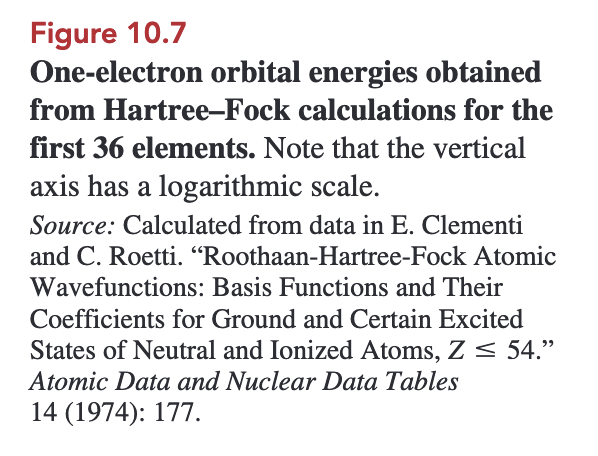 Figure 10.7
One-electron orbital energies obtained
from Hartree–Fock calculations for the
first 36 elements. Note that the vertical
axis has a logarithmic scale.
Source: Calculated from data in E. Clementi
and C. Roetti. “Roothaan-Hartree-Fock Atomic
Wavefunctions: Basis Functions and Their
Coefficients for Ground and Certain Excited
States of Neutral and Ionized Atoms, Z ≤ 54.”
Atomic Data and Nuclear Data Tables
14 (1974): 177.